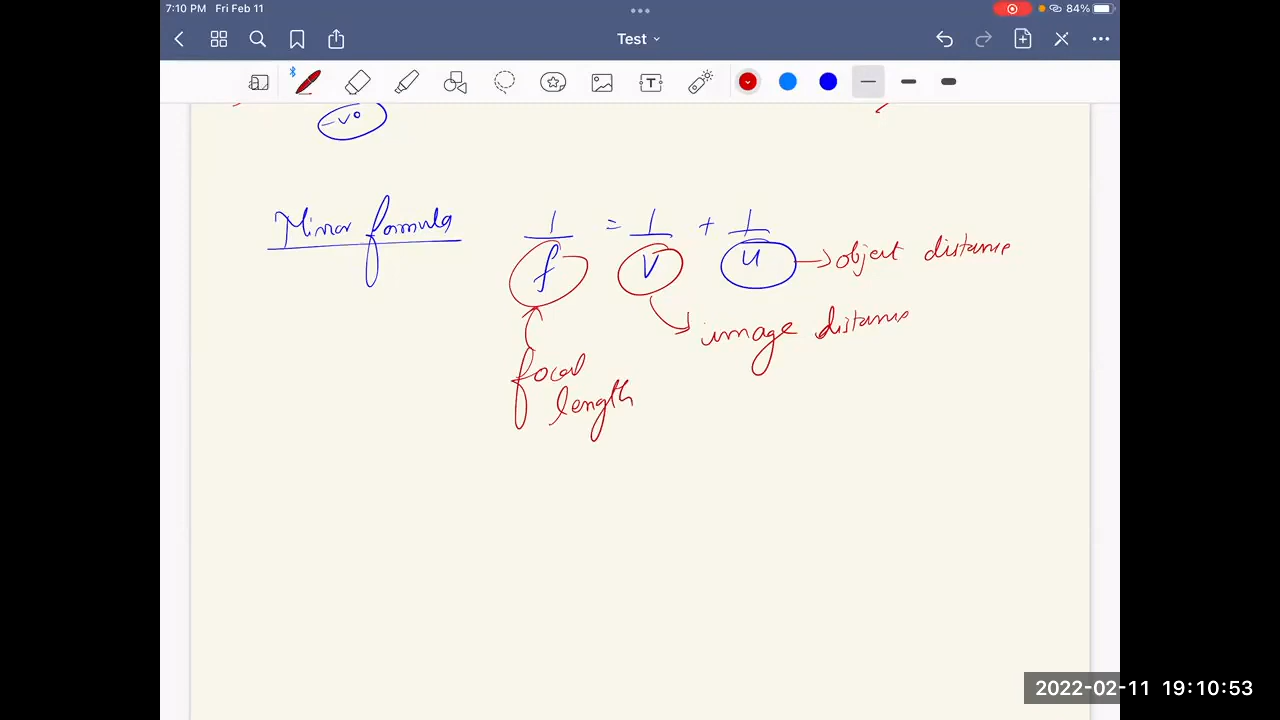 7:10 PM Fri Feb 11
84%
Test
T
-ve
Mirror formula
1 = 1 + 1
f v u
object distance
image distance
focal
length
2022-02-11 19:10:53